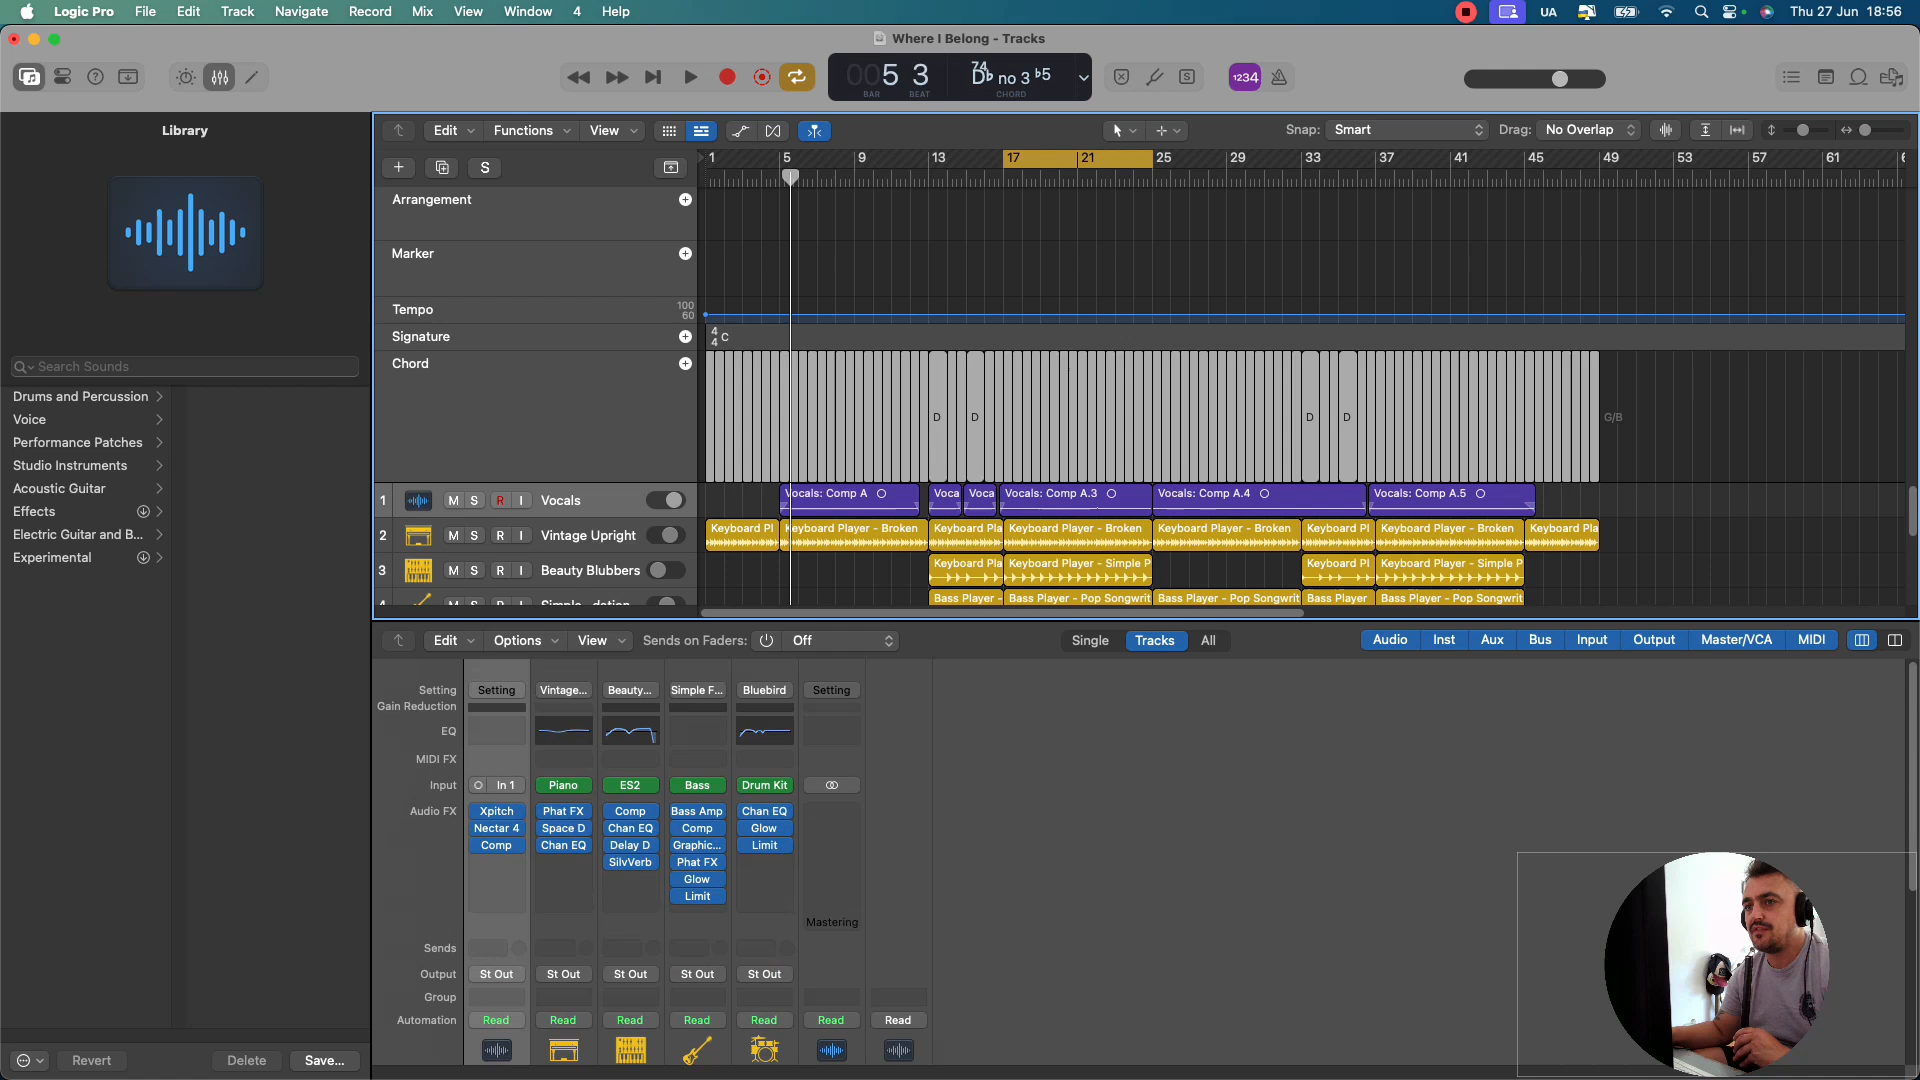 Logic Pro File Edit Track Navigate Record Mix View Window 4 Help UA Thu 27 Jun 18:56
Where I Belong - Tracks
005 3 74 D♭ no 3 ♭5 1234
BAR BEAT CHORD
Library
Edit Functions View Snap: Smart Drag: No Overlap
1 5 9 13 17 21 25 29 33 37 41 45 49 53 57 61
S
Arrangement
Marker
Tempo 100 60
Signature 4 4 C
Chord
D D D D G/B
Search Sounds
Drums and Percussion
Voice
Performance Patches
Studio Instruments
Acoustic Guitar
Effects
Electric Guitar and B...
Experimental
1 M S R I Vocals Vocals: Comp A Voca Voca Vocals: Comp A.3 Vocals: Comp A.4 Vocals: Comp A.5
2 M S R I Vintage Upright Keyboard Pl Keyboard Player - Broken Keyboard Pla Keyboard Player - Broken Keyboard Player - Broken Keyboard Pl Keyboard Player - Broken Keyboard Pla
3 M S R I Beauty Blubbers Keyboard Pla Keyboard Player - Simple P Keyboard Pl Keyboard Player - Simple P
Bass Player - Bass Player - Pop Songwrit Bass Player - Pop Songwrit Bass Player Bass Player - Pop Songwrit
Edit Options View Sends on Faders: Off Single Tracks All Audio Inst Aux Bus Input Output Master/VCA MIDI
Setting Setting Vintage... Beauty... Simple F... Bluebird Setting
Gain Reduction
EQ
MIDI FX
Input In 1 Piano ES2 Bass Drum Kit
Audio FX Xpitch Phat FX Comp Bass Amp Chan EQ
Nectar 4 Space D Chan EQ Comp Glow
Comp Chan EQ Delay D Graphic... Limit
SilvVerb Phat FX
Glow
Limit
Mastering
Sends
Output St Out St Out St Out St Out St Out
Group
Automation Read Read Read Read Read Read Read
Revert Delete Save...